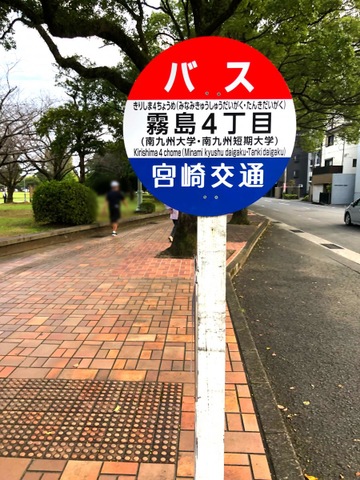 バス
きりしま4ちょうめ(みなみきゅうしゅうだいがく・たんきだいがく)
霧島4丁目
(南九州大学・南九州短期大学)
Kirishima 4 chome (Minami kyushu daigaku-Tanki daigaku)
宮崎交通